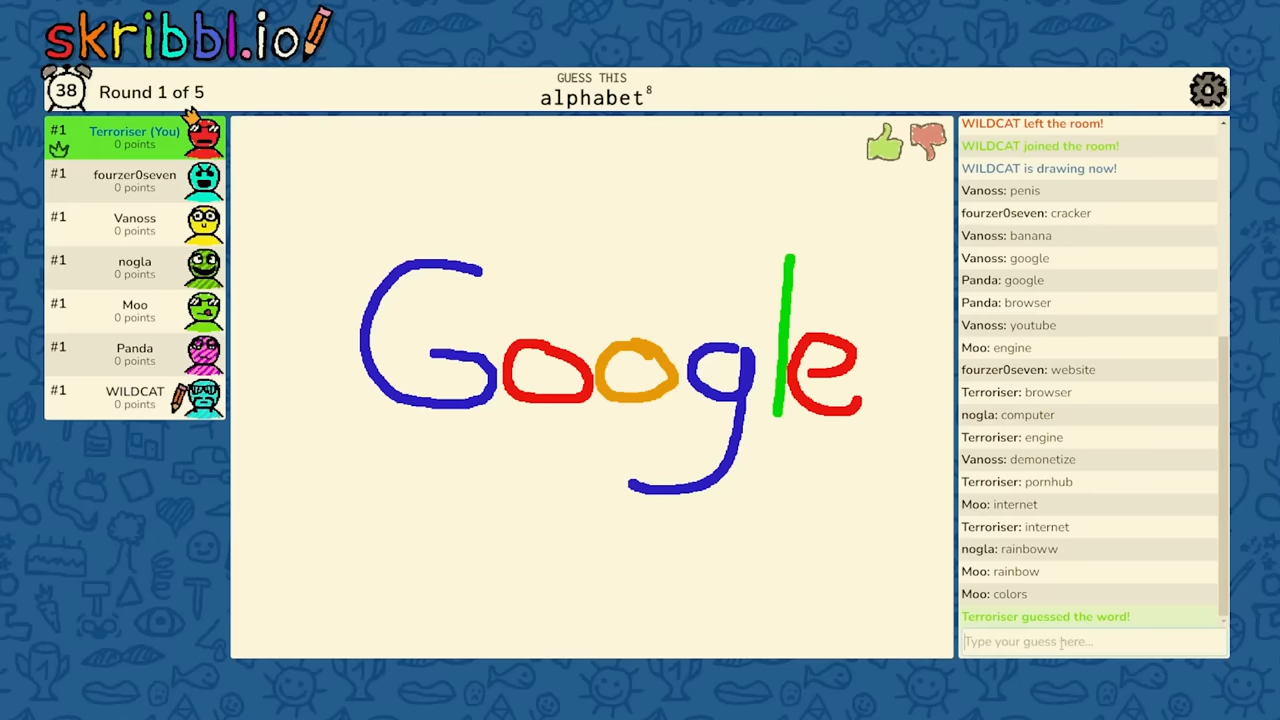 skribbl.io!
38
Round 1 of 5
GUESS THIS
alphabet8
#1 Terroriser (You)
0 points
#1 fourzer0seven
0 points
#1 Vanoss
0 points
#1 nogla
0 points
#1 Moo
0 points
#1 Panda
0 points
#1 WILDCAT
0 points
Google
WILDCAT left the room!
WILDCAT joined the room!
WILDCAT is drawing now!
Vanoss: penis
fourzer0seven: cracker
Vanoss: banana
Vanoss: google
Panda: google
Panda: browser
Vanoss: youtube
Moo: engine
fourzer0seven: website
Terroriser: browser
nogla: computer
Terroriser: engine
Vanoss: demonetize
Terroriser: pornhub
Moo: internet
Terroriser: internet
nogla: rainboww
Moo: rainbow
Moo: colors
Terroriser guessed the word!
Type your guess here...